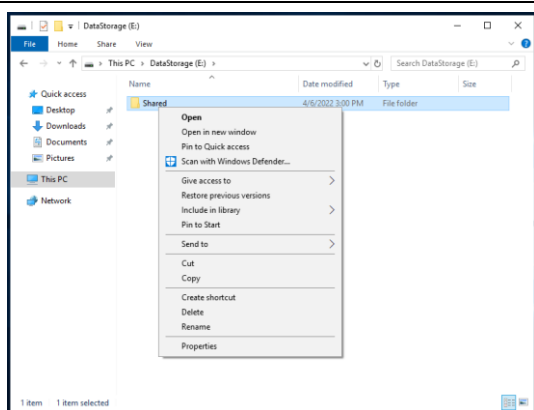 DataStorage (E:)
File Home Share View
This PC > DataStorage (E:) >
Search DataStorage (E:)
Name Date modified Type Size
Quick access
Desktop
Downloads
Documents
Pictures
This PC
Network
Shared 4/6/2022 3:00 PM File folder
Open
Open in new window
Pin to Quick access
Scan with Windows Defender...
Give access to
Restore previous versions
Include in library
Pin to Start
Send to
Cut
Copy
Create shortcut
Delete
Rename
Properties
1 item 1 item selected